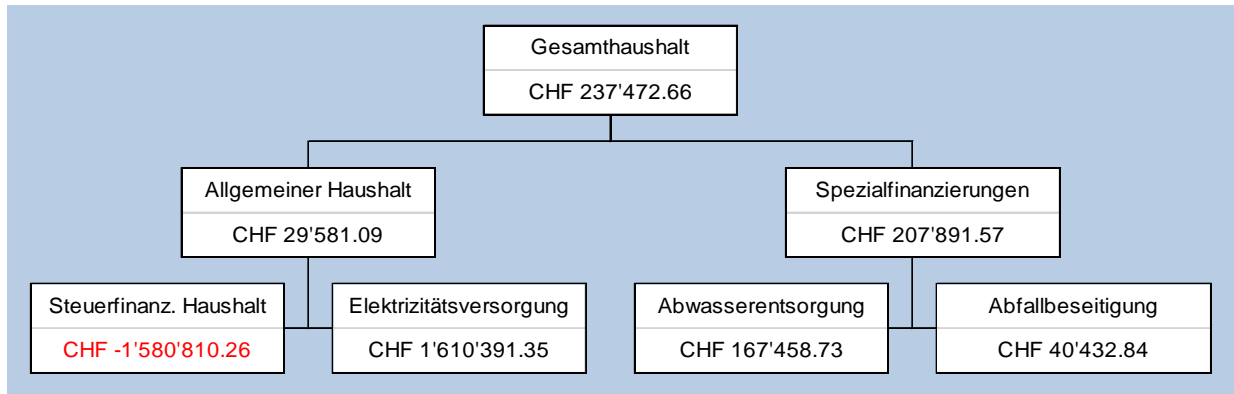 Gesamthaushalt
CHF 237'472.66
Allgemeiner Haushalt
CHF 29'581.09
Spezialfinanzierungen
CHF 207'891.57
Steuerfinanz. Haushalt
CHF -1'580'810.26
Elektrizitätsversorgung
CHF 1'610'391.35
Abwasserentsorgung
CHF 167'458.73
Abfallbeseitigung
CHF 40'432.84